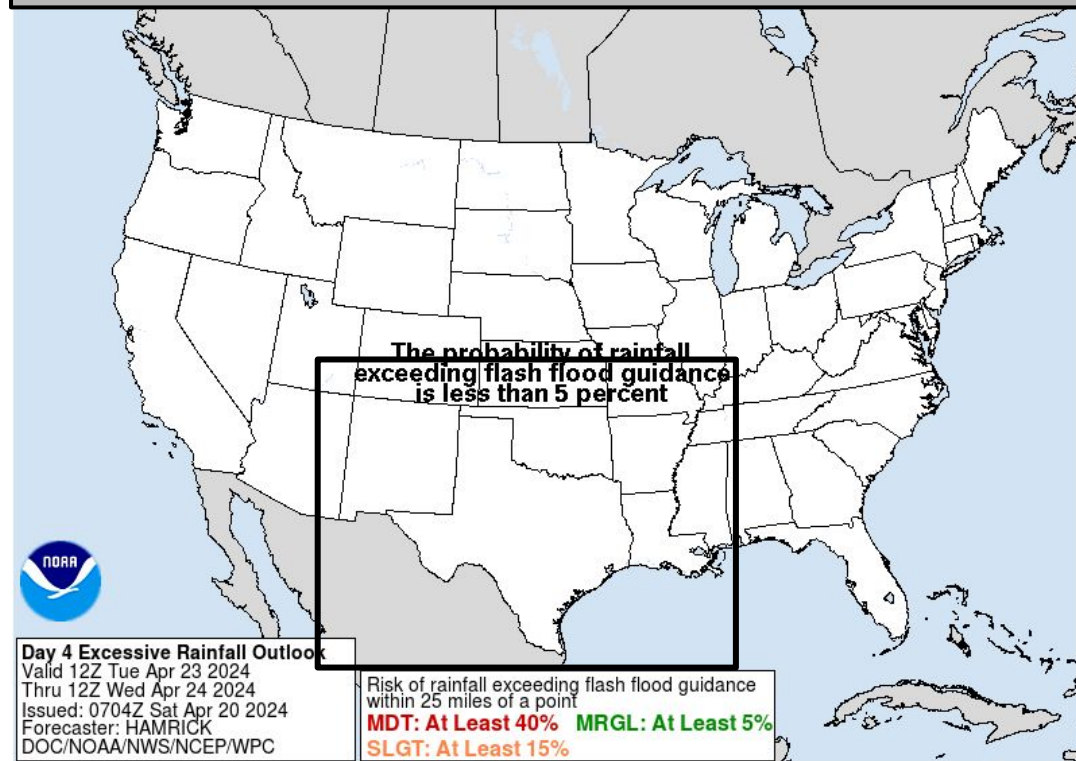 The probability of rainfall
exceeding flash flood guidance
is less than 5 percent
NOAA
Day 4 Excessive Rainfall Outlook
Valid 12Z Tue Apr 23 2024
Thru 12Z Wed Apr 24 2024
Issued: 0704Z Sat Apr 20 2024
Forecaster: HAMRICK
DOC/NOAA/NWS/NCEP/WPC
Risk of rainfall exceeding flash flood guidance
within 25 miles of a point
MDT: At Least 40% MRGL: At Least 5%
SLGT: At Least 15%